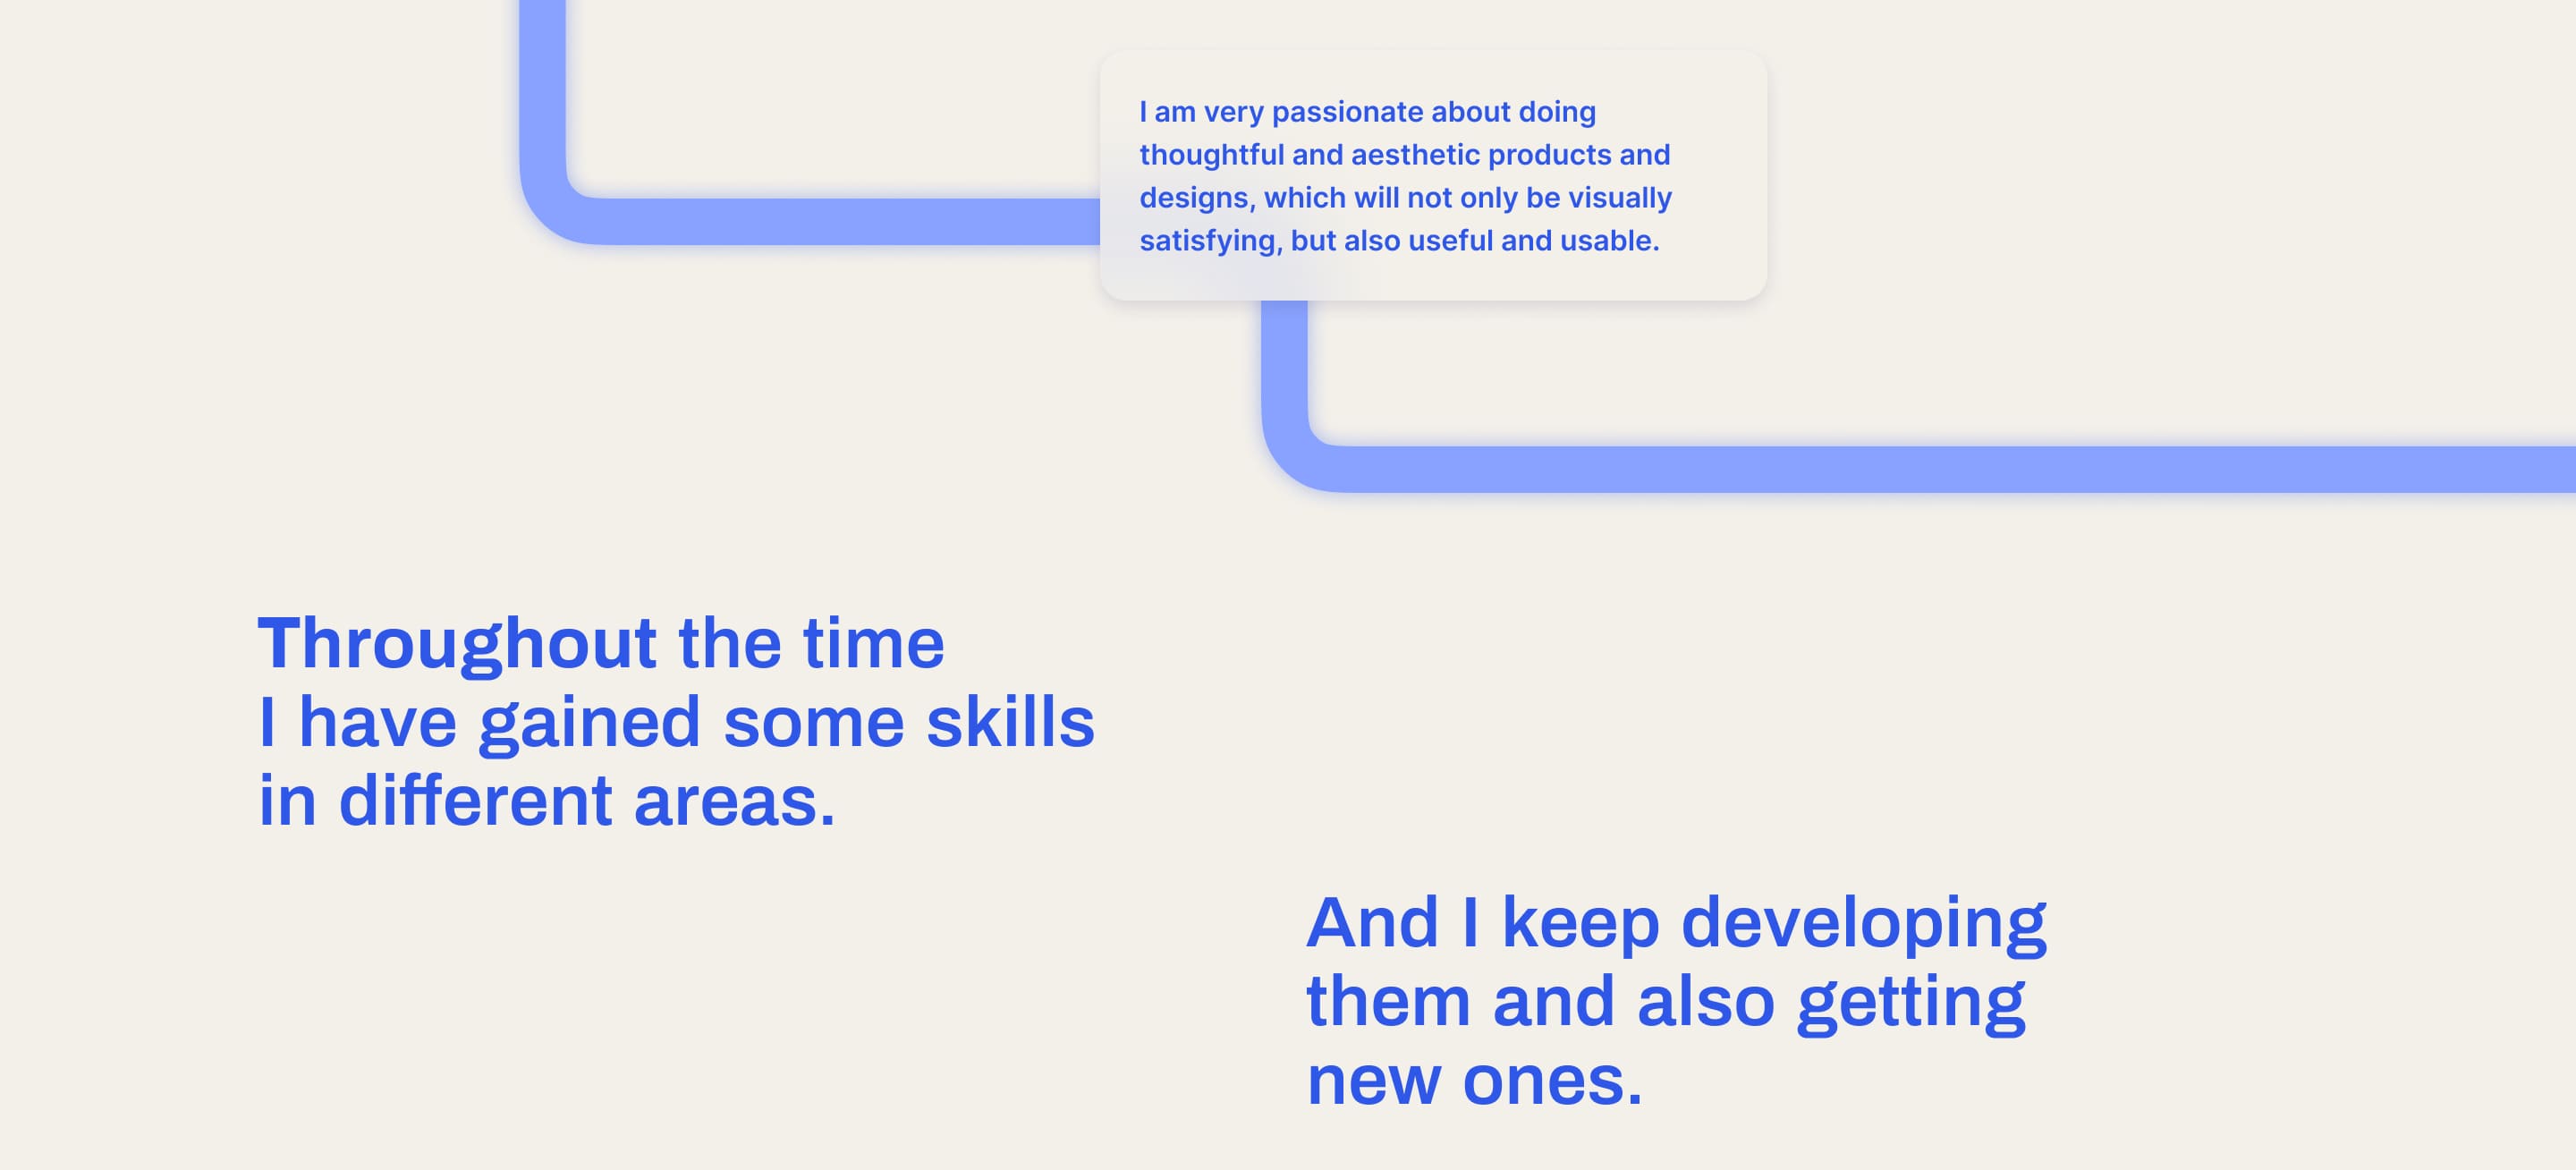 I am very passionate about doing
thoughtful and aesthetic products and
designs, which will not only be visually
satisfying, but also useful and usable.
Throughout the time
I have gained some skills
in different areas.
And I keep developing
them and also getting
new ones.